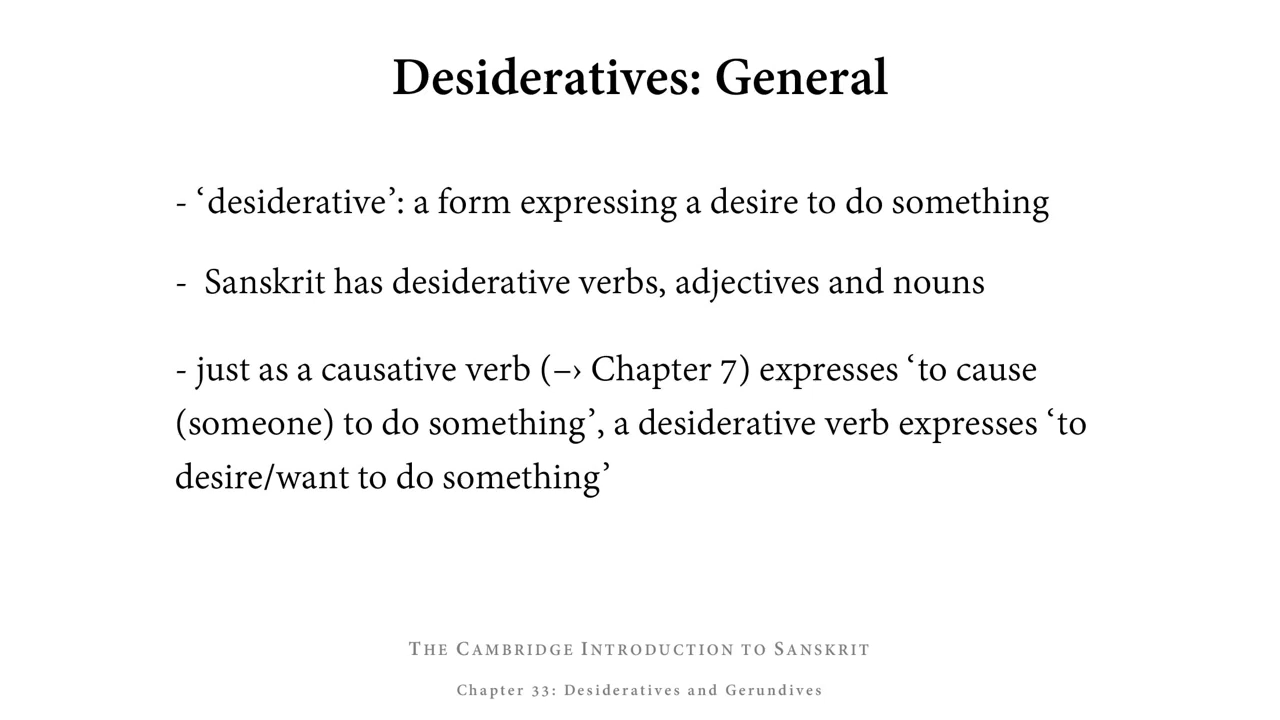 Desideratives: General
- ‘desiderative’: a form expressing a desire to do something
- Sanskrit has desiderative verbs, adjectives and nouns
- just as a causative verb (–› Chapter 7) expresses ‘to cause
(someone) to do something’, a desiderative verb expresses ‘to
desire/want to do something’
THE CAMBRIDGE INTRODUCTION TO SANSKRIT
Chapter 33: Desideratives and Gerundives